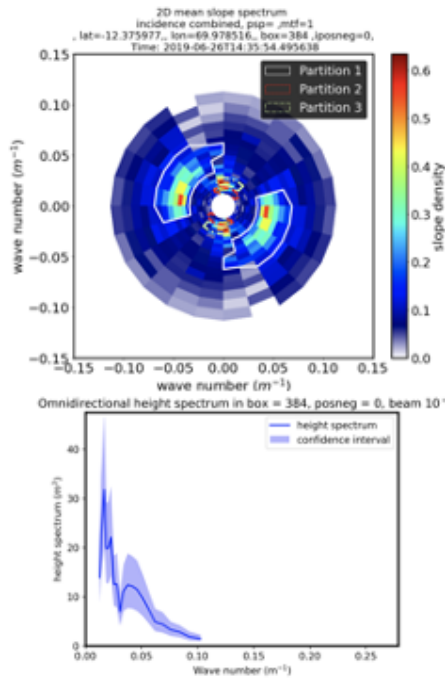 2D mean slope spectrum
incidence combined, psp= ,mtf=1
, lat=-12.375977,, lon=69.978516,, box=384 ,iposneg=0,
Time: 2019-06-26T14:35:54.495638
0.15
0.10
0.05
0.00
−0.05
−0.10
−0.15
wave number (m⁻¹)
Partition 1
Partition 2
Partition 3
−0.15 −0.10 −0.05 0.00 0.05 0.10 0.15
wave number (m⁻¹)
0.6
0.5
0.4
0.3
0.2
0.1
0.0
slope density
Omnidirectional height spectrum in box = 384, posneg = 0, beam 10°
height spectrum
confidence interval
40
30
20
10
0
height spectrum (m³)
0.00 0.05 0.10 0.15 0.20 0.25
Wave number (m⁻¹)